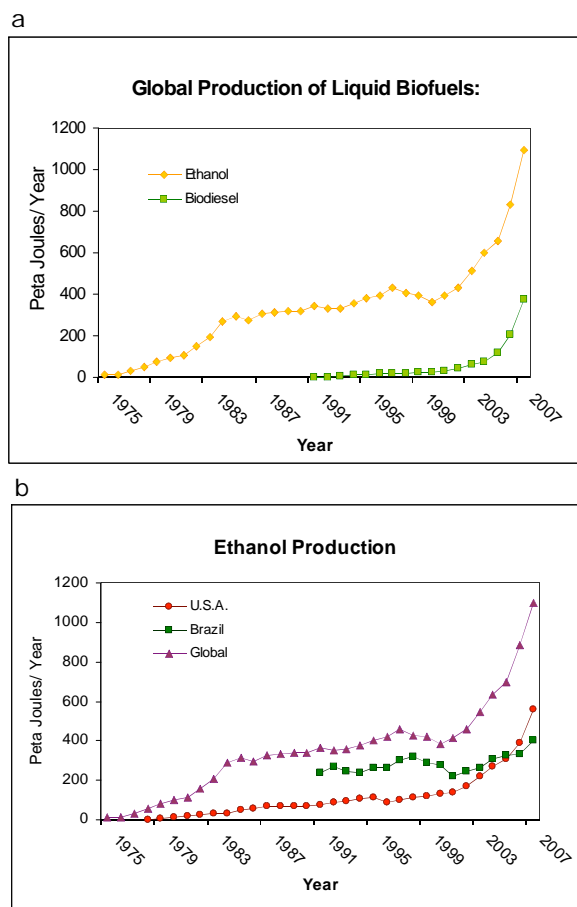 a
Global Production of Liquid Biofuels:
1200
1000
800
600
400
200
0
Peta Joules/ Year
Ethanol
Biodiesel
1975
1979
1983
1987
1991
1995
1999
2003
2007
Year
b
Ethanol Production
1200
1000
800
600
400
200
0
Peta Joules/ Year
U.S.A.
Brazil
Global
1975
1979
1983
1987
1991
1995
1999
2003
2007
Year